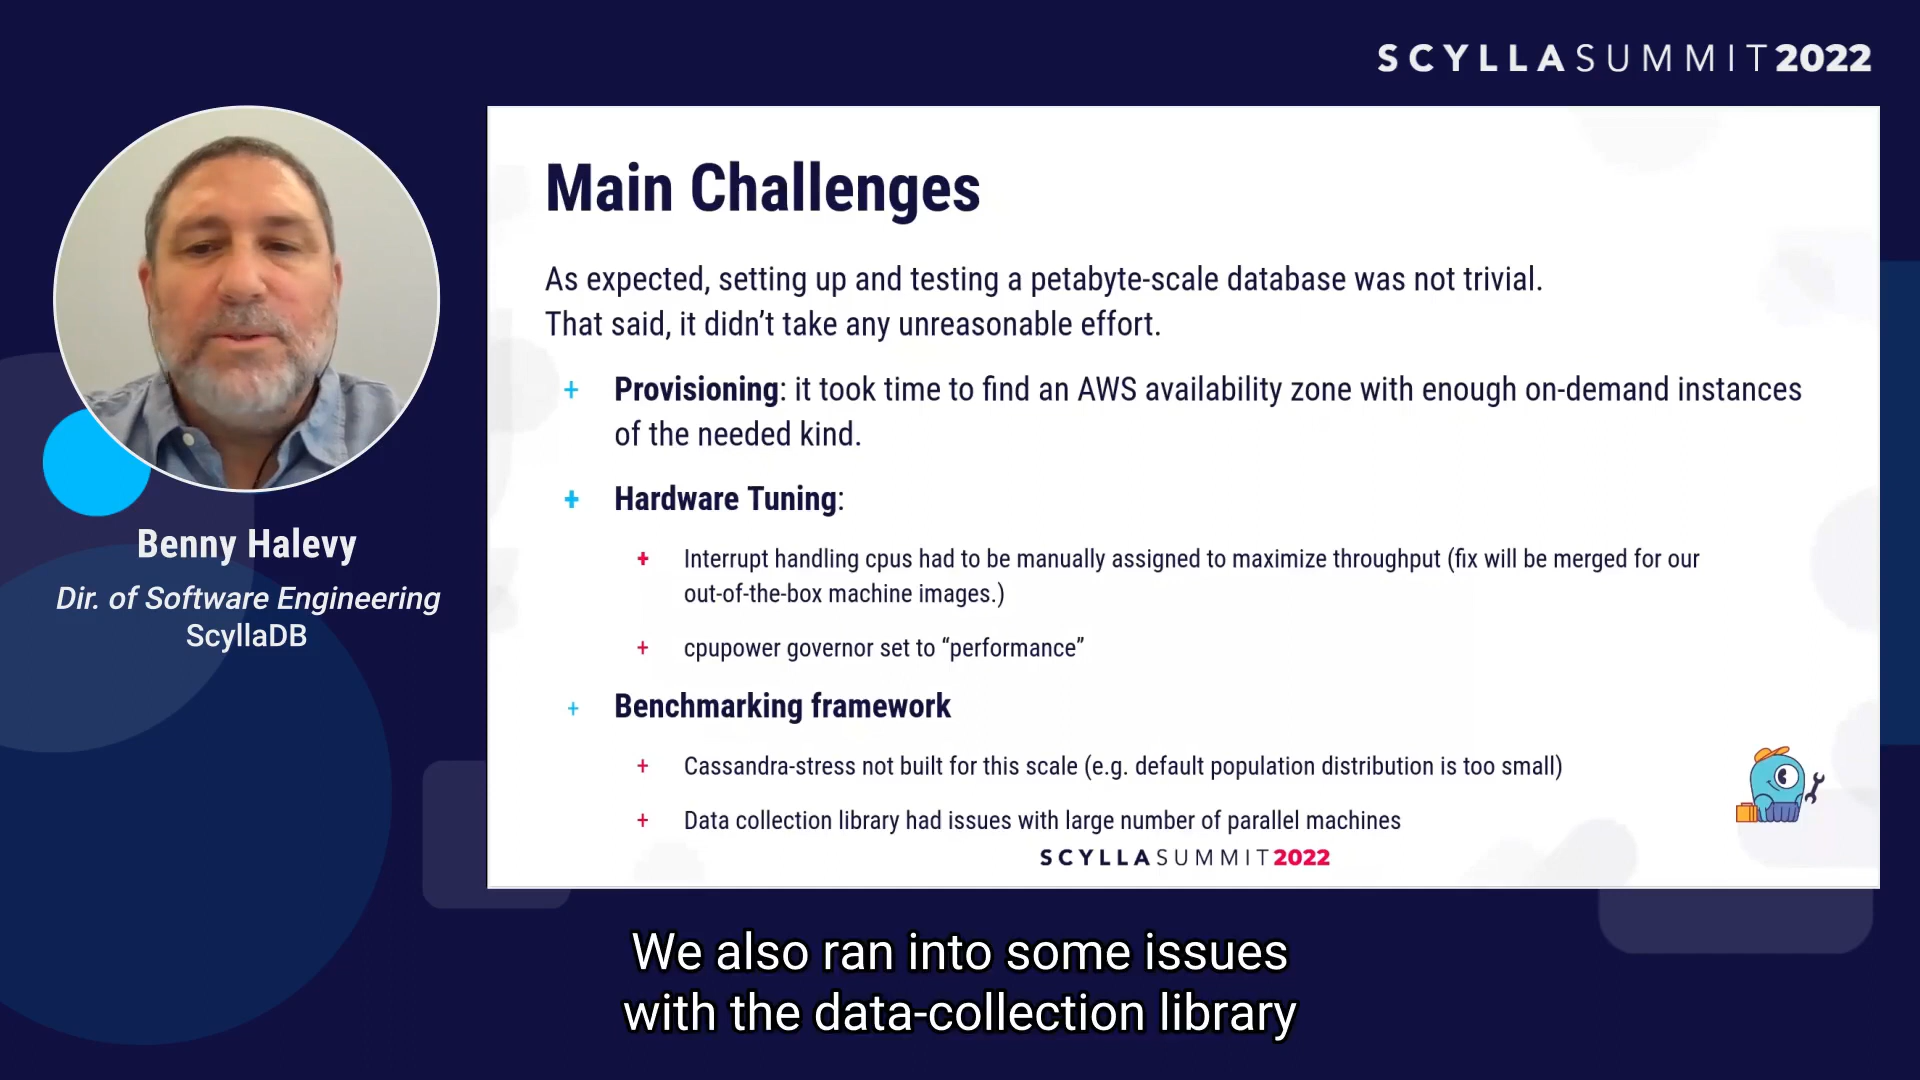 SCYLLASUMMIT2022
Main Challenges
As expected, setting up and testing a petabyte-scale database was not trivial.
That said, it didn’t take any unreasonable effort.
+ Provisioning: it took time to find an AWS availability zone with enough on-demand instances
of the needed kind.
+ Hardware Tuning:
+ Interrupt handling cpus had to be manually assigned to maximize throughput (fix will be merged for our
out-of-the-box machine images.)
+ cpupower governor set to “performance”
+ Benchmarking framework
+ Cassandra-stress not built for this scale (e.g. default population distribution is too small)
+ Data collection library had issues with large number of parallel machines
SCYLLASUMMIT2022
Benny Halevy
Dir. of Software Engineering
ScyllaDB
We also ran into some issues
with the data-collection library